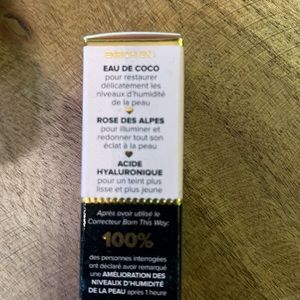 EAU DE COCO
pour restaurer
délicatement les
niveaux d'humidité
de la peau
ROSE DES ALPES
pour illuminer et
redonner tout son
éclat à la peau
ACIDE
HYALURONIQUE
pour un teint plus
lisse et plus jeune
Après avoir utilisé le
Correcteur Born This Way:
100%
des personnes interrogées
ont déclaré avoir remarqué
une AMÉLIORATION DES
NIVEAUX D'HUMIDITÉ
DE LA PEAU après 1 heure